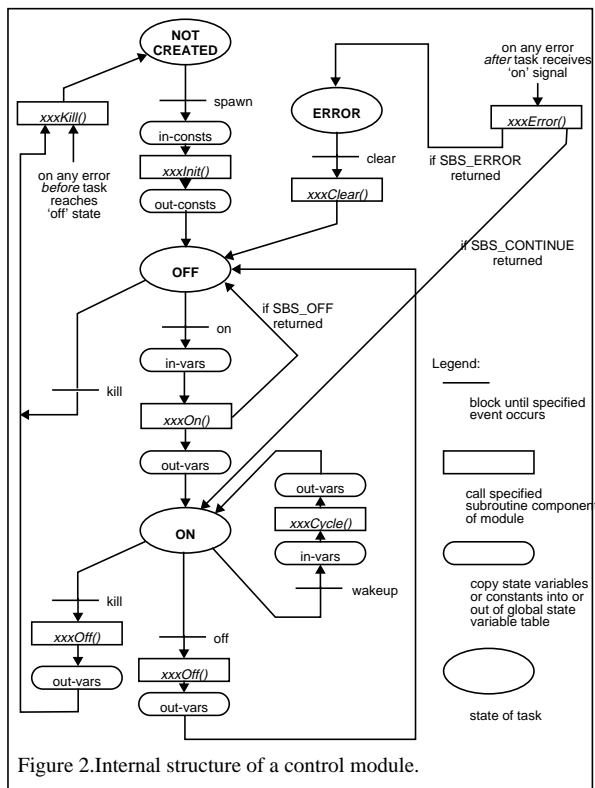 NOT
CREATED
on any error
after task receives
'on' signal
spawn
xxxKill()
ERROR
xxxError()
in-consts
clear
if SBS_ERROR
returned
on any error
before task
reaches
'off' state
xxxInit()
xxxClear()
out-consts
if SBS_CONTINUE
returned
OFF
if SBS_OFF
returned
on
in-vars
Legend:
kill
block until specified
event occurs
xxxOn()
out-vars
out-vars
call specified
subroutine component
of module
xxxCycle()
ON
in-vars
wakeup
copy state variables
or constants into or
out of global state
variable table
kill
xxxOff()
off
xxxOff()
out-vars
out-vars
state of task
Figure 2.Internal structure of a control module.